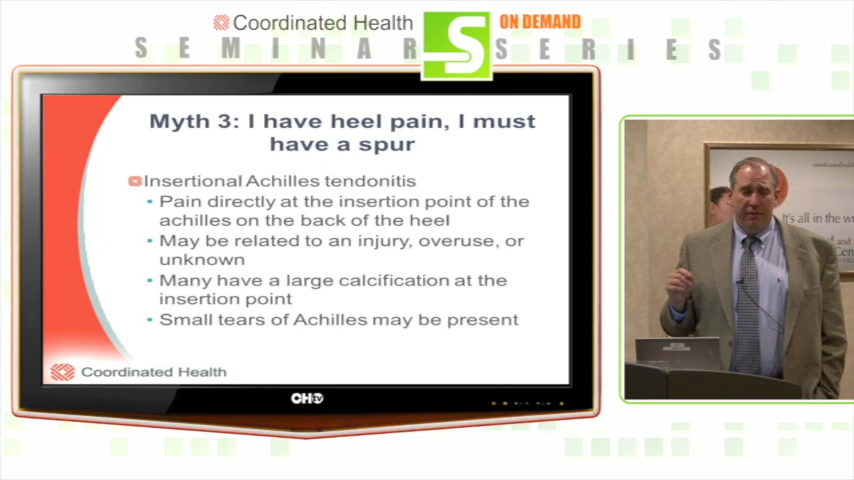 Coordinated Health
S
ON DEMAND
SEMINAR SERIES
Myth 3: I have heel pain, I must
have a spur
Insertional Achilles tendonitis
• Pain directly at the insertion point of the
achilles on the back of the heel
• May be related to an injury, overuse, or
unknown
• Many have a large calcification at the
insertion point
• Small tears of Achilles may be present
Coordinated Health
CHtv
It's all in the
and